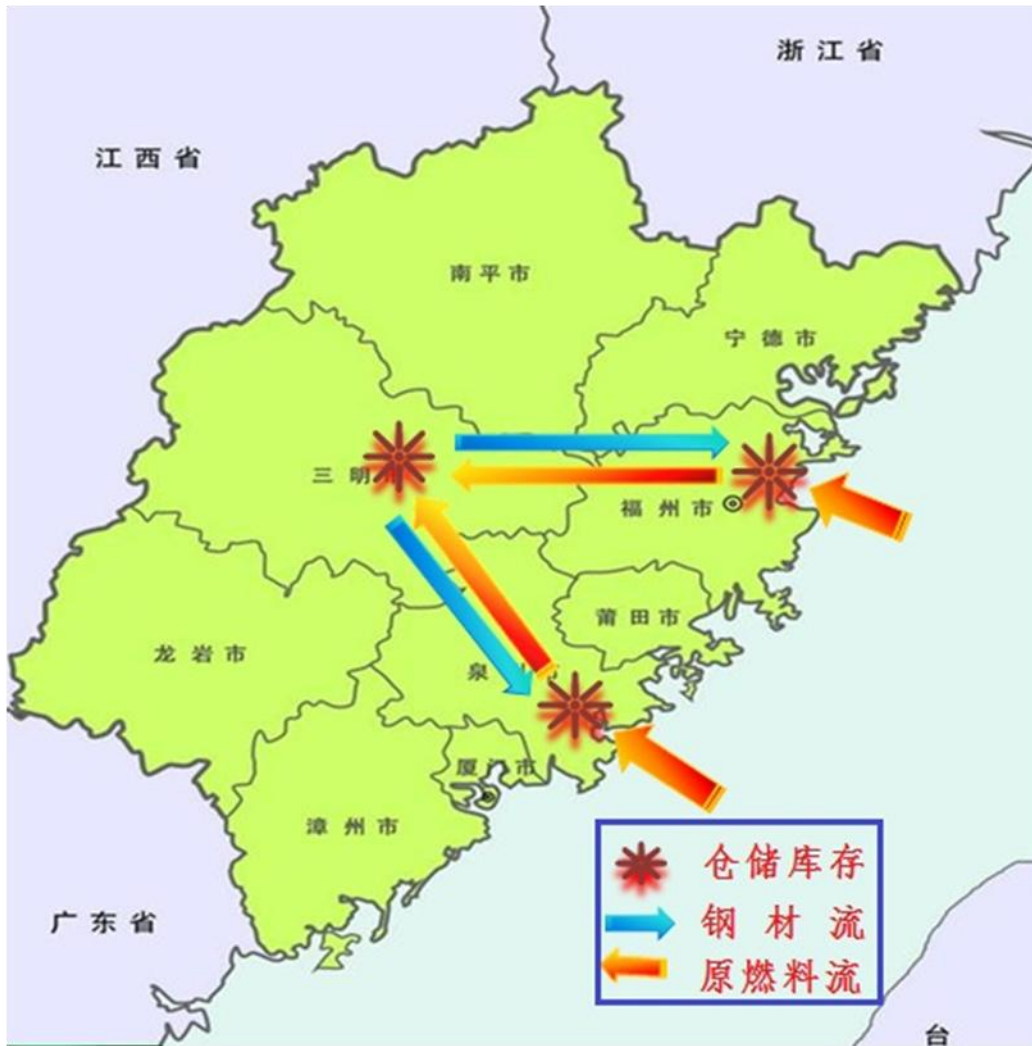 浙江省
江西省
南平市
宁德市
三明
福州市
莆田市
龙岩市
泉 市
厦门市
漳州市
广东省
仓储库存
钢材流
原燃料流
台